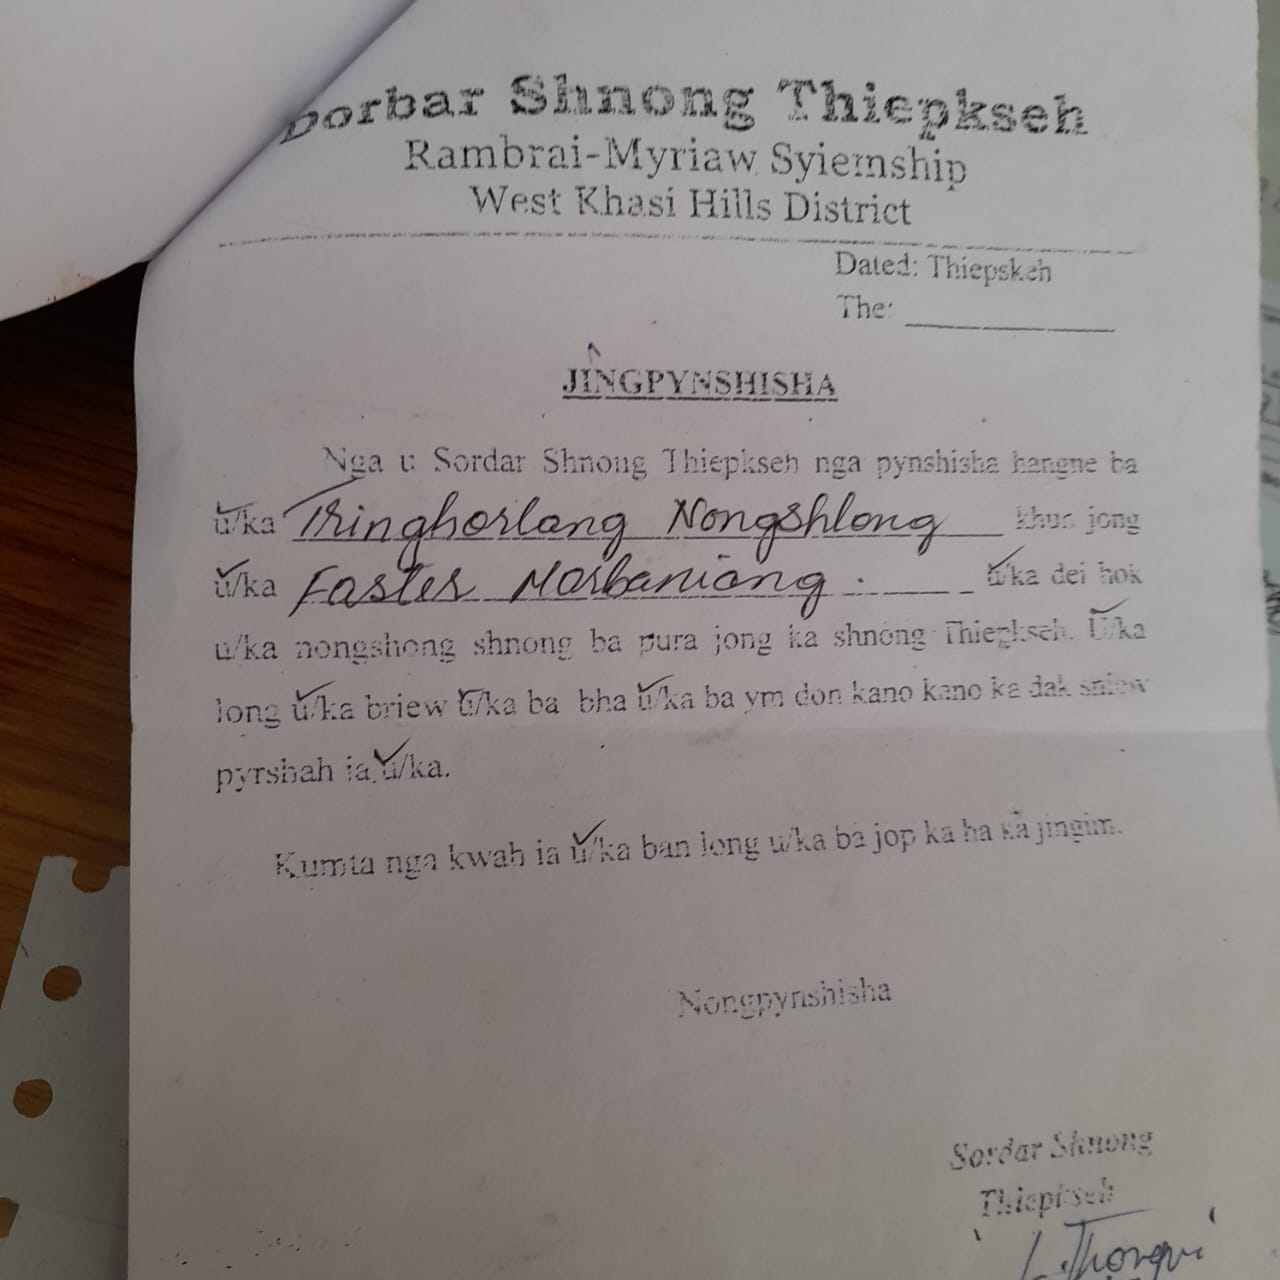 Dorbar Shnong Thiepkseh
Rambrai-Myriaw Syiemship
West Khasi Hills District
Dated: Thiepskeh
The: ____________
JINGPYNSHISHA
Nga u Sordar Shnong Thiepkseh nga pynshisha hangne ba
u/ka Tringborlang Nongshlong khun jong
u/ka Faster Marbaniang. u/ka dei hok
u/ka nongshong shnong ba pura jong ka shnong Thiepkseh. U/ka
long u/ka briew u/ka ba bha u/ka ba ym don kano kano ka dak sniew
pyrshah ia u/ka.
Kumta nga kwah ia u/ka ban long u/ka ba jop ka ha ka jingim.
Nongpynshisha
Sordar Shnong
Thiepkseh